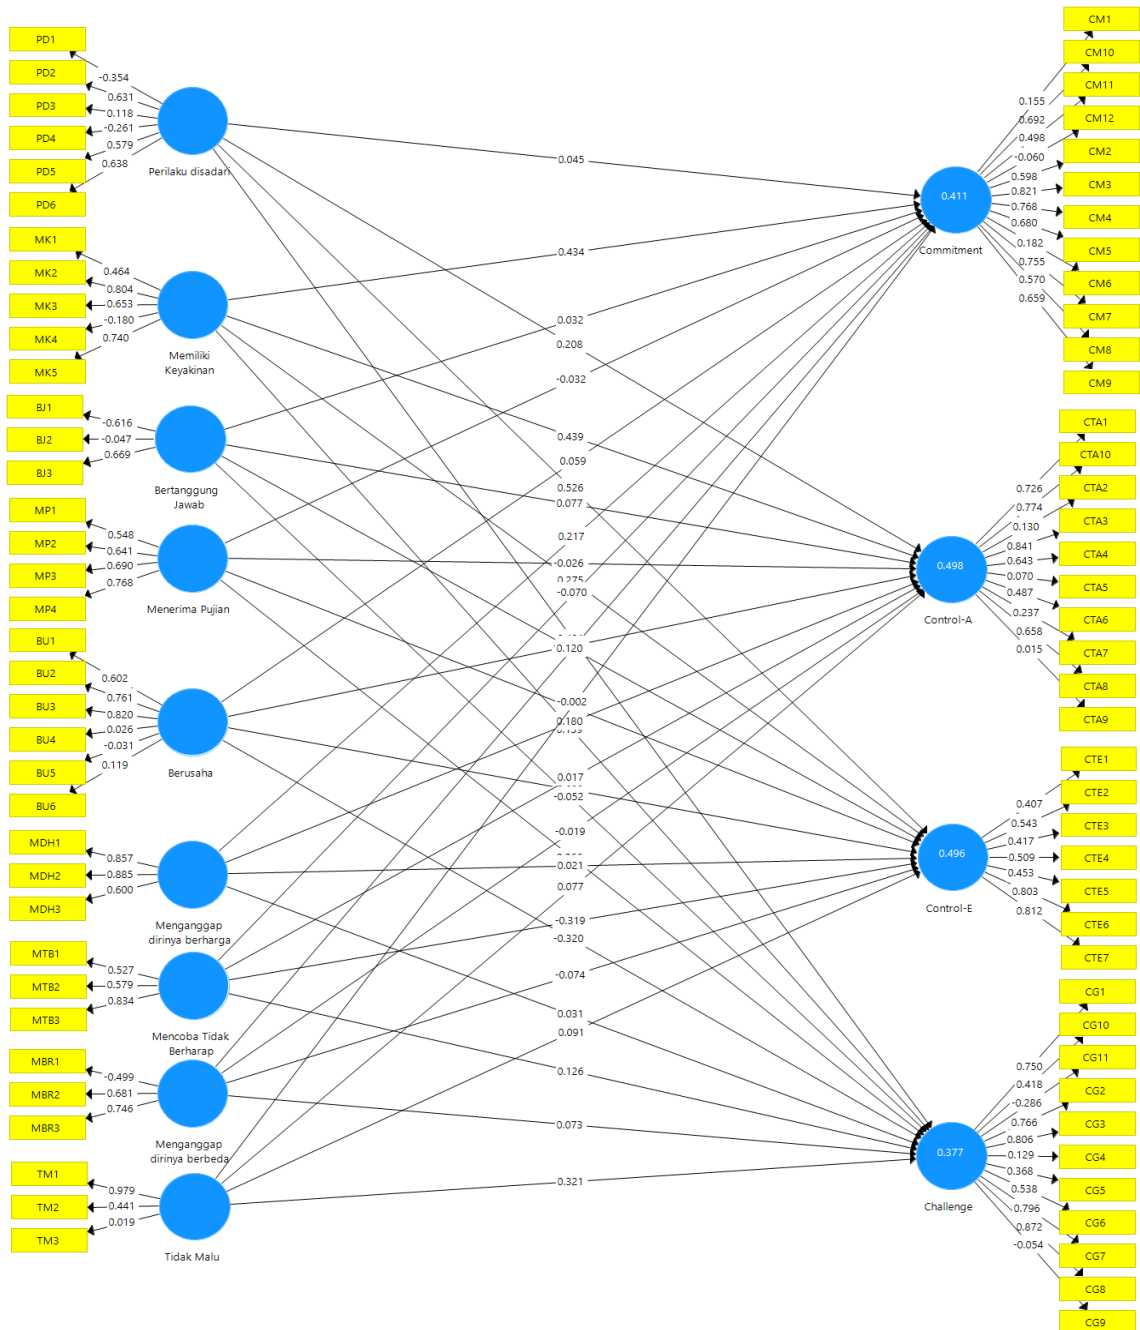 PD1
PD2
PD3
PD4
PD5
PD6
-0.354
0.631
0.118
-0.261
0.579
0.638
Perilaku disadari
MK1
MK2
MK3
MK4
MK5
0.464
0.804
0.653
-0.180
0.740
Memiliki
Keyakinan
BJ1
BJ2
BJ3
-0.616
-0.047
0.669
Bertanggung
Jawab
MP1
MP2
MP3
MP4
0.548
0.641
0.690
0.768
Menerima Pujian
BU1
BU2
BU3
BU4
BU5
BU6
0.602
0.761
0.820
0.026
-0.031
0.119
Berusaha
MDH1
MDH2
MDH3
0.857
0.885
0.600
Menganggap
dirinya berharga
MTB1
MTB2
MTB3
0.527
0.579
0.834
Mencoba Tidak
Berharap
MBR1
MBR2
MBR3
-0.499
0.681
0.746
Menganggap
dirinya berbeda
TM1
TM2
TM3
0.979
0.441
0.019
Tidak Malu
0.045
0.434
0.032
0.208
-0.032
0.439
0.059
0.526
0.077
0.217
-0.026
0.275
-0.070
0.120
-0.002
0.180
0.017
-0.052
-0.019
0.021
0.077
-0.319
-0.320
-0.074
0.031
0.091
0.126
0.073
0.321
0.411
Commitment
0.155
0.692
0.498
-0.060
0.598
0.821
0.768
0.680
0.182
0.755
0.570
0.659
CM1
CM10
CM11
CM12
CM2
CM3
CM4
CM5
CM6
CM7
CM8
CM9
0.498
Control-A
0.726
0.774
0.130
0.841
0.643
0.070
0.487
0.237
0.658
0.015
CTA1
CTA10
CTA2
CTA3
CTA4
CTA5
CTA6
CTA7
CTA8
CTA9
0.496
Control-E
0.407
0.543
0.417
0.509
0.453
0.803
0.812
CTE1
CTE2
CTE3
CTE4
CTE5
CTE6
CTE7
0.377
Challenge
0.750
0.418
-0.286
0.766
0.806
0.129
0.368
0.538
0.796
0.872
-0.054
CG1
CG10
CG11
CG2
CG3
CG4
CG5
CG6
CG7
CG8
CG9